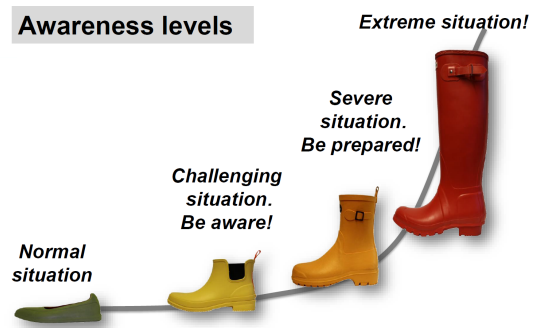 Awareness levels
Extreme situation!
Severe
situation.
Be prepared!
Challenging
situation.
Be aware!
Normal
situation